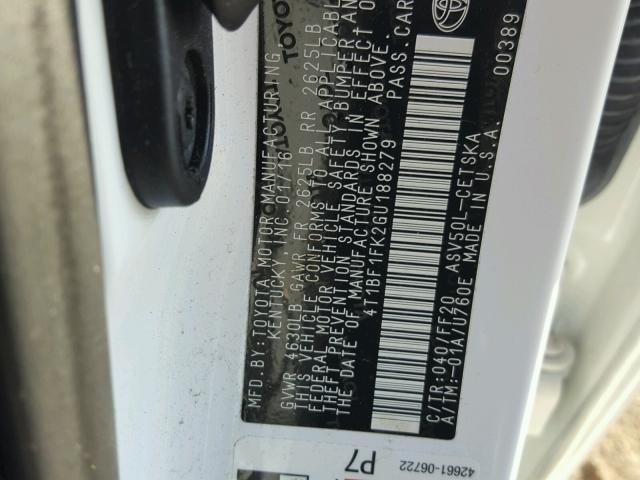 MFD.BY:TOYOTA MOTOR MANUFACTURING,
KENTUCKY, INC. 01/16
GVWR 4630LB GAWR FR 2625LB RR 2625LB
THIS VEHICLE CONFORMS TO ALL APPLICABLE
FEDERAL MOTOR VEHICLE SAFETY, BUMPER AND
THEFT PREVENTION STANDARDS IN EFFECT ON
THE DATE OF MANUFACTURE SHOWN ABOVE.
4T1BF1FK2GU188279 PASS.CAR
C/TR:040/FF20 ASV50L-CETSKA
A/TM:-01A/U760E MADE IN U.S.A.
00389
42661-06722
P7
TOYOTA